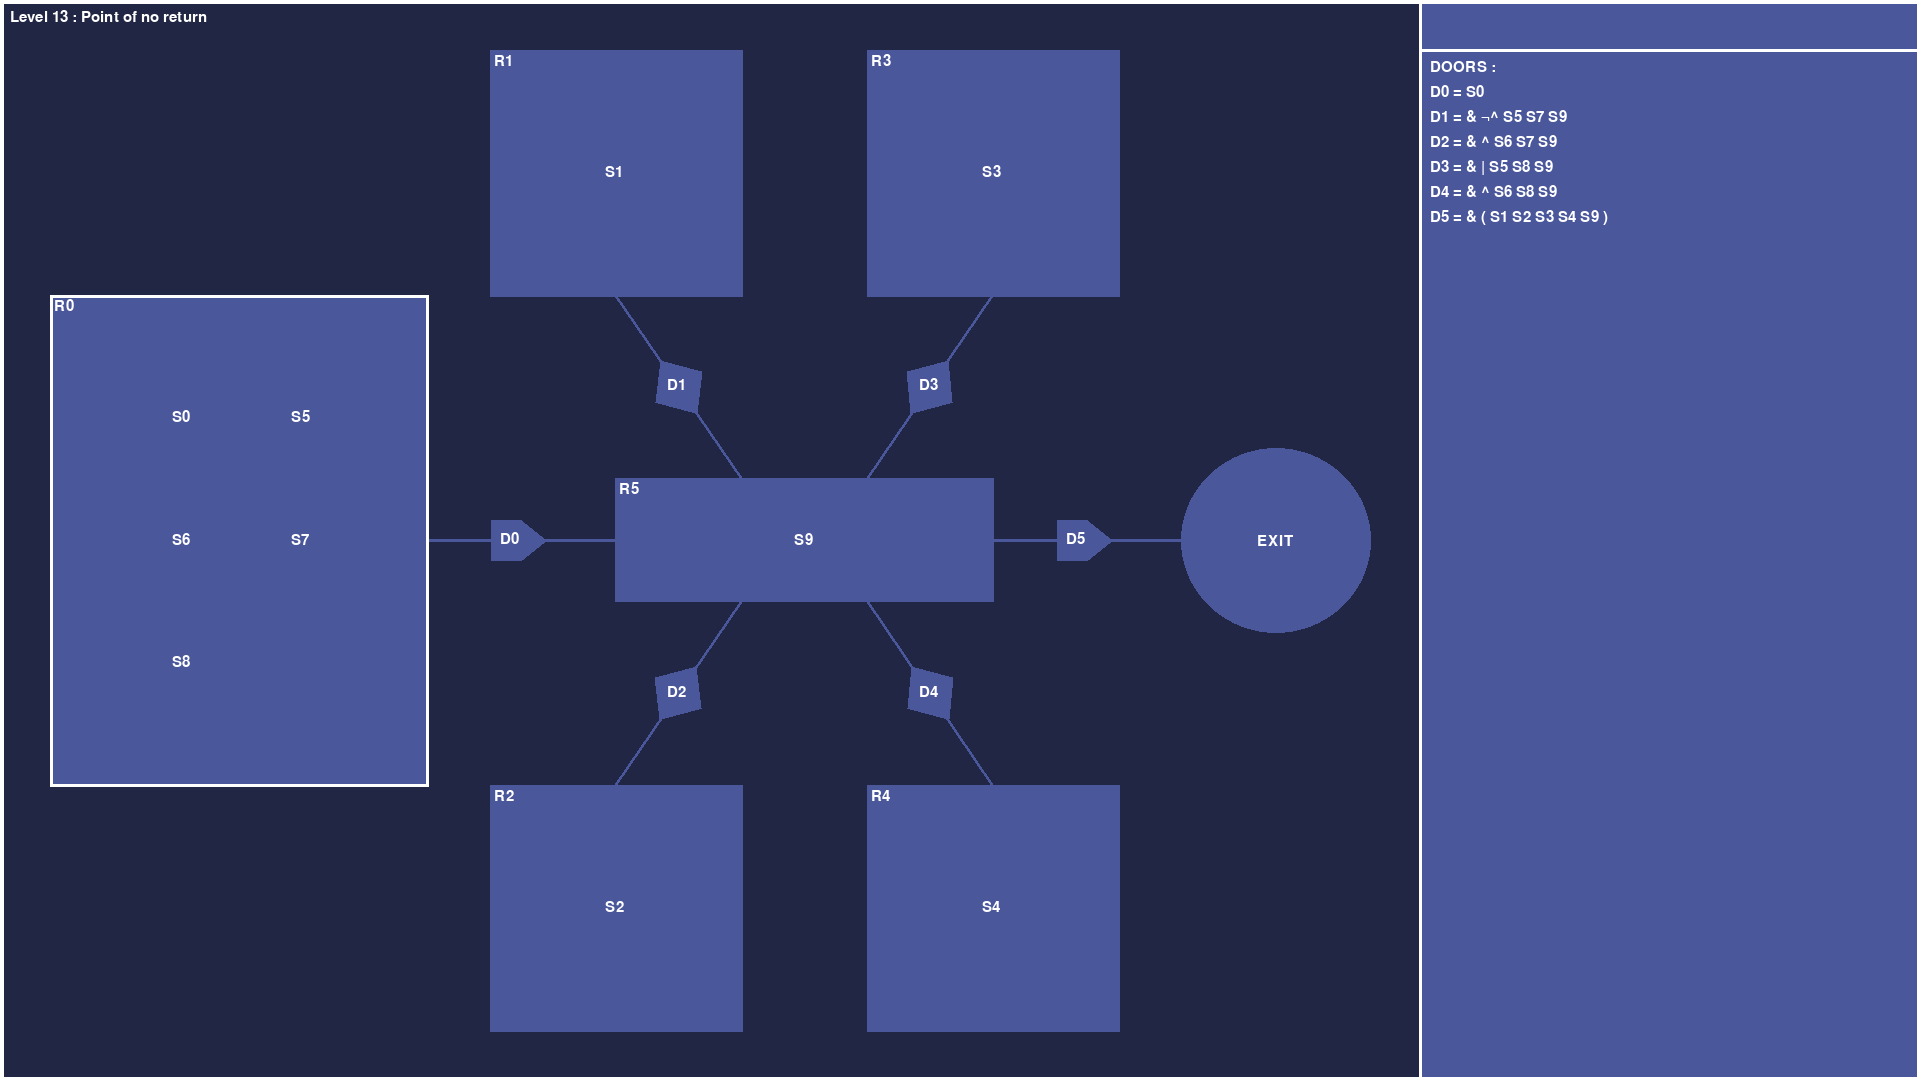 Level 13 : Point of no return
R1
S1
R3
S3
R0
S0 S5
S6 S7
S8
D1
D3
D0
R5
S9
D5
EXIT
D2
D4
R2
S2
R4
S4
DOORS :
D0 = S0
D1 = & ¬^ S5 S7 S9
D2 = & ^ S6 S7 S9
D3 = & | S5 S8 S9
D4 = & ^ S6 S8 S9
D5 = & ( S1 S2 S3 S4 S9 )